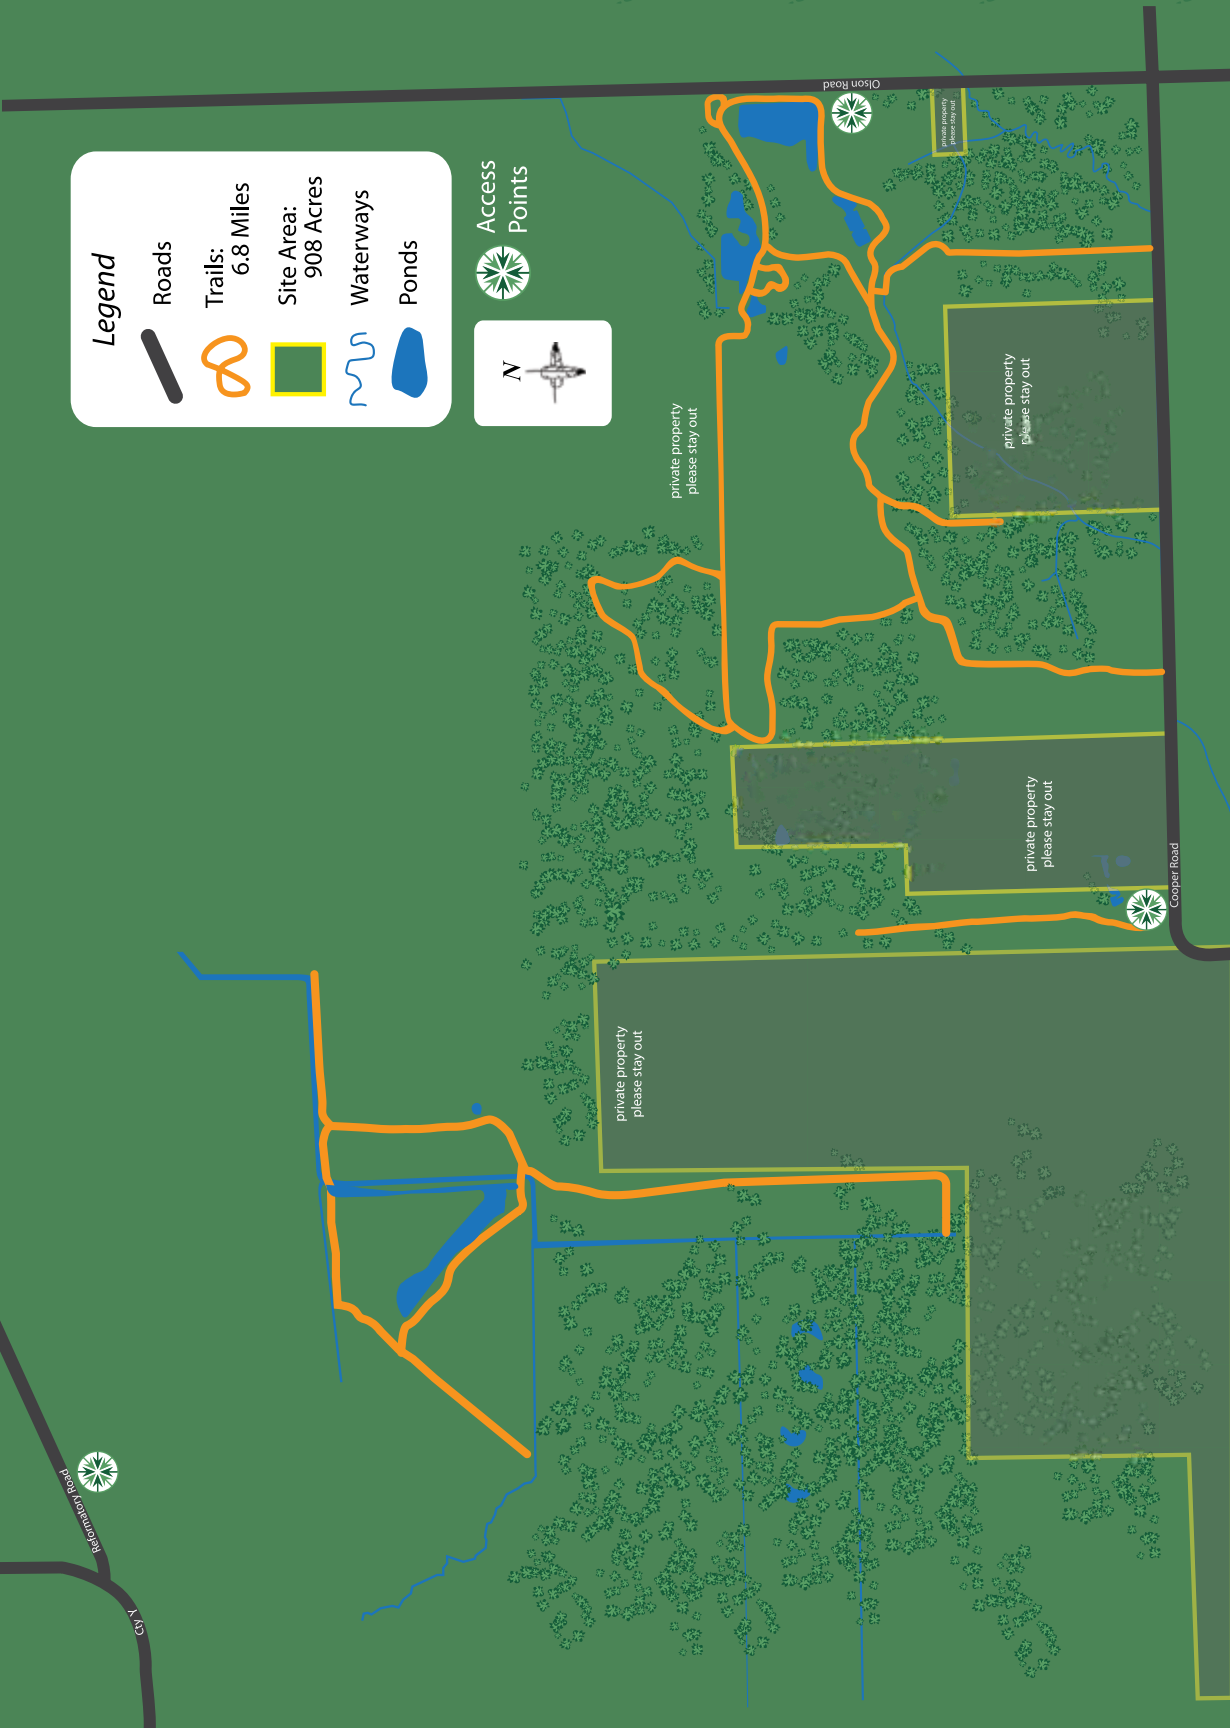 Legend
Roads
Trails:
6.8 Miles
Site Area:
908 Acres
Waterways
Ponds
Access
Points
N
Olson Road
private property
please stay out
private property
please stay out
private property
please stay out
private property
please stay out
private property
please stay out
Cooper Road
Reformatory Road
Cty Y